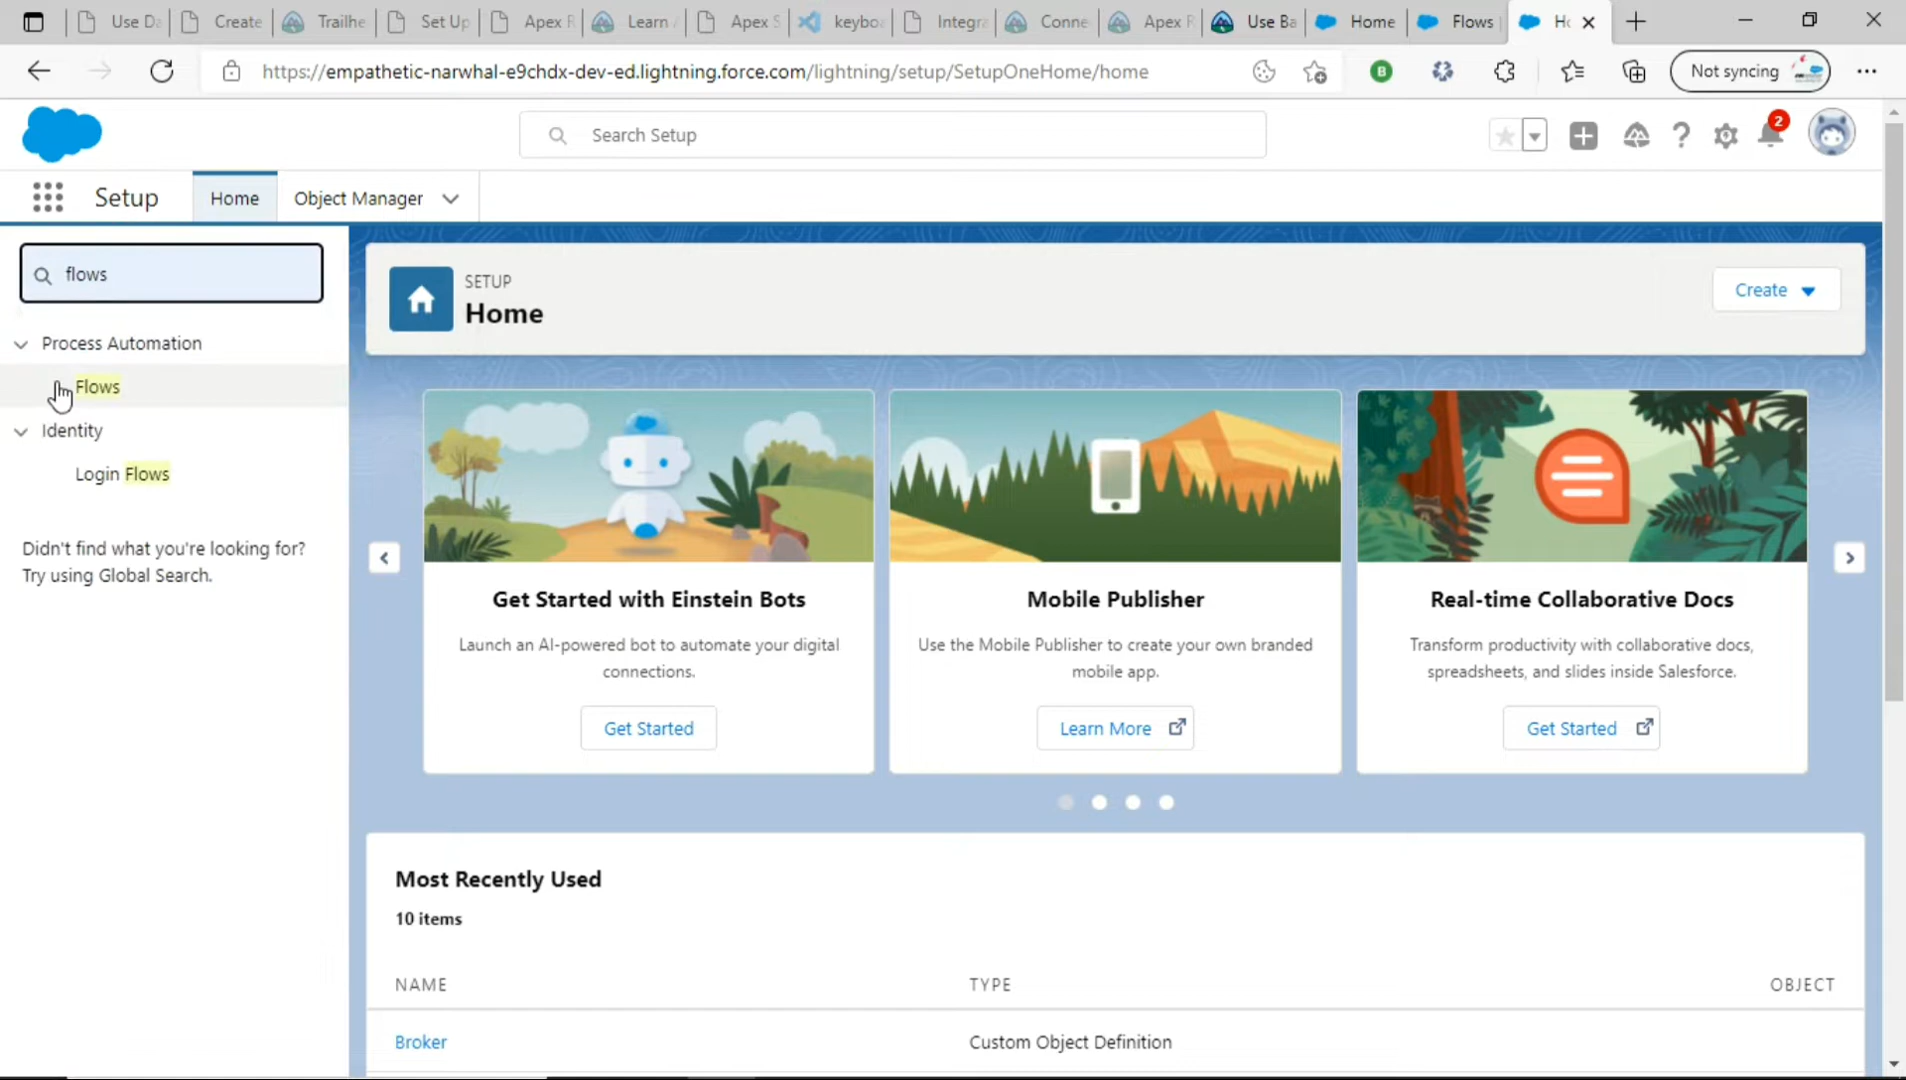 Use Da
Create
Trailhe
Set Up
Apex R
Learn
Apex S
keyboa
Integra
Conne
Apex R
Use Ba
Home
Flows
Ho
https://empathetic-narwhal-e9chdx-dev-ed.lightning.force.com/lightning/setup/SetupOneHome/home
B
Not syncing
Search Setup
2
Setup
Home
Object Manager
flows
Process Automation
Flows
Identity
Login Flows
Didn't find what you're looking for?
Try using Global Search.
SETUP
Home
Create
Get Started with Einstein Bots
Launch an AI-powered bot to automate your digital
connections.
Get Started
Mobile Publisher
Use the Mobile Publisher to create your own branded
mobile app.
Learn More
Real-time Collaborative Docs
Transform productivity with collaborative docs,
spreadsheets, and slides inside Salesforce.
Get Started
Most Recently Used
10 items
NAME
TYPE
OBJECT
Broker
Custom Object Definition